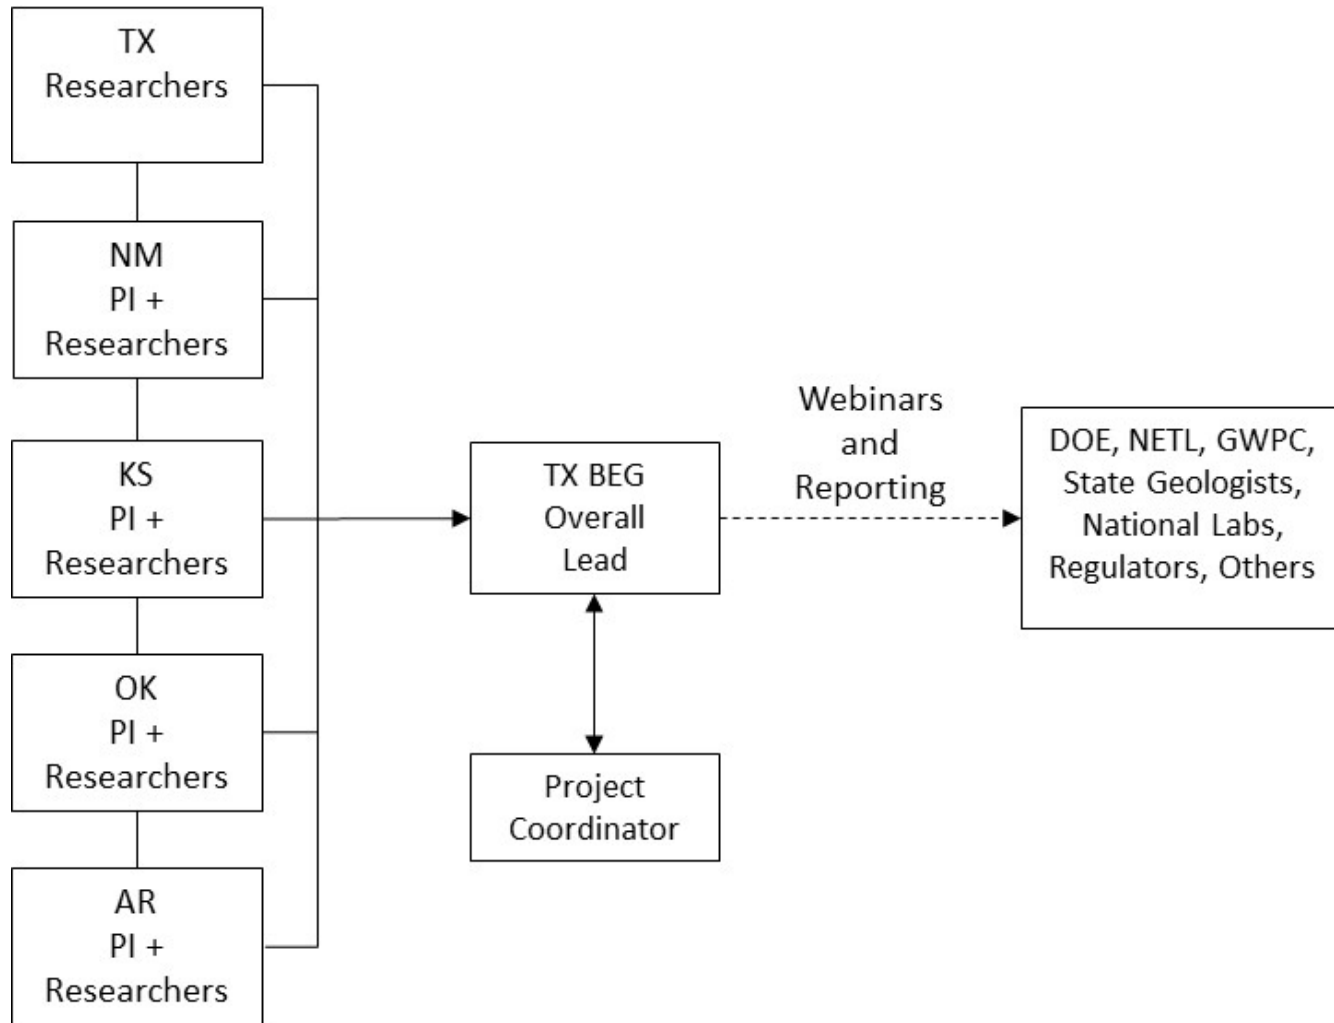 TX
Researchers
NM
PI +
Researchers
KS
PI +
Researchers
OK
PI +
Researchers
AR
PI +
Researchers
TX BEG
Overall
Lead
Project
Coordinator
Webinars
and
Reporting
DOE, NETL, GWPC,
State Geologists,
National Labs,
Regulators, Others